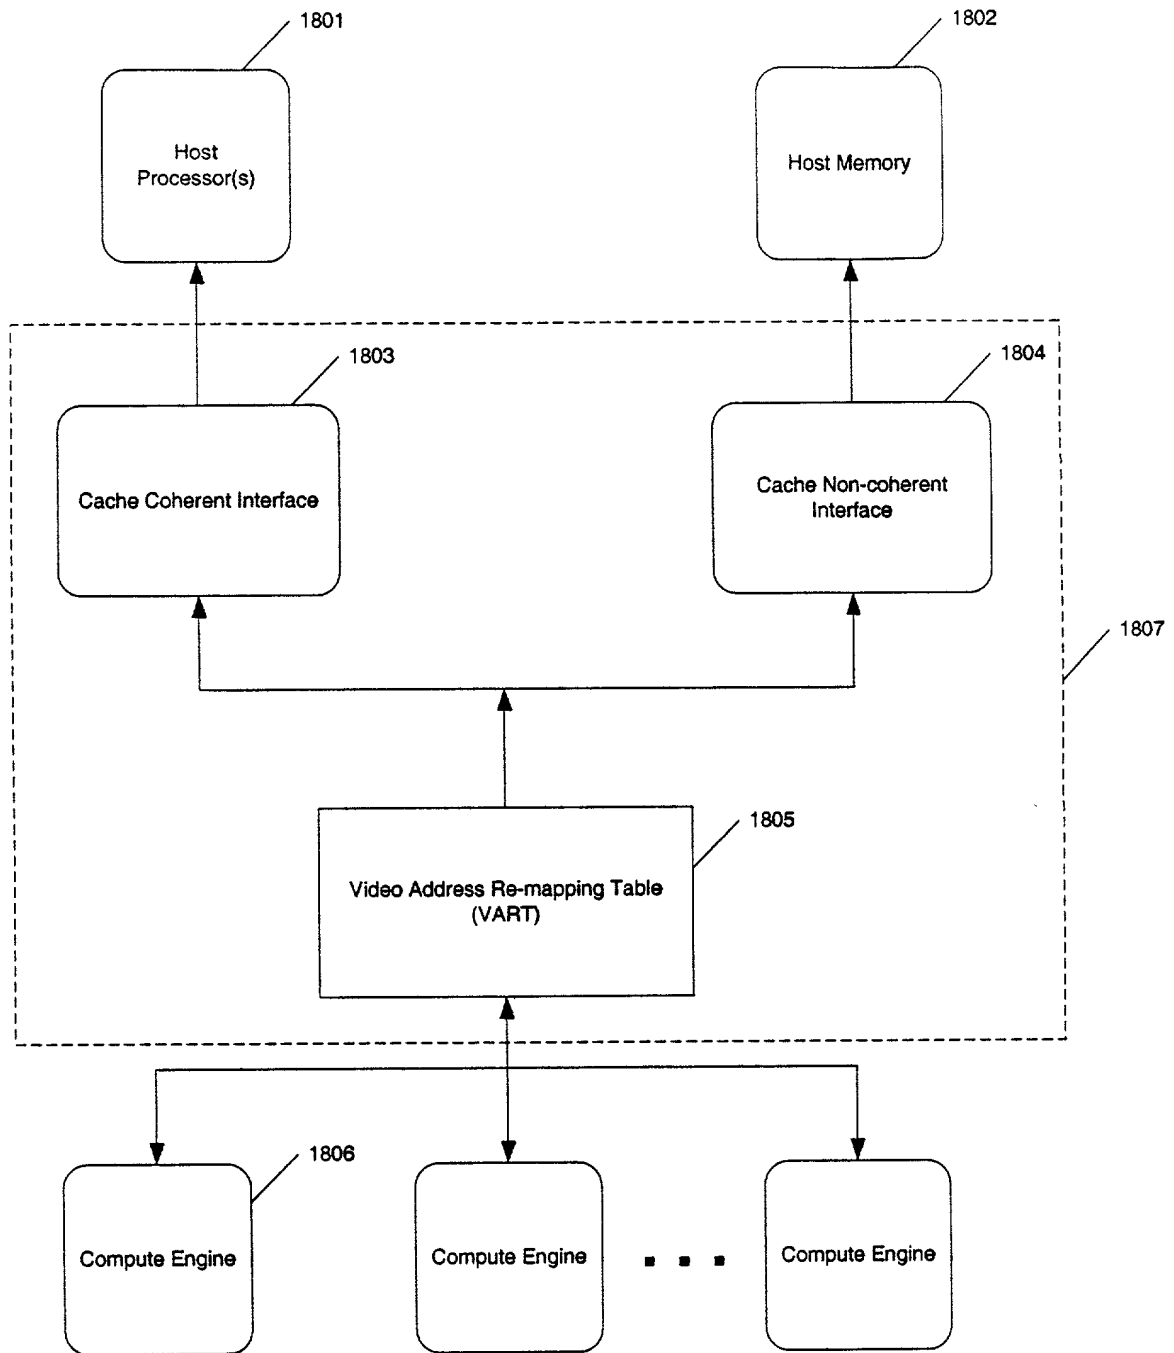 1801
1802
Host
Processor(s)
Host Memory
1803
1804
Cache Coherent Interface
Cache Non-coherent
Interface
1807
1805
Video Address Re-mapping Table
(VART)
1806
Compute Engine
Compute Engine
Compute Engine